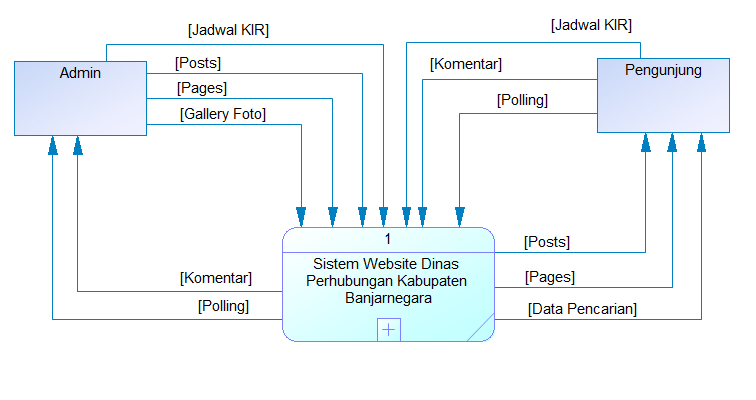 [Jadwal KIR]
[Jadwal KIR]
Admin
[Posts]
[Pages]
[Gallery Foto]
[Komentar]
[Polling]
Pengunjung
1
Sistem Website Dinas
Perhubungan Kabupaten
Banjarnegara
[Komentar]
[Polling]
[Posts]
[Pages]
[Data Pencarian]